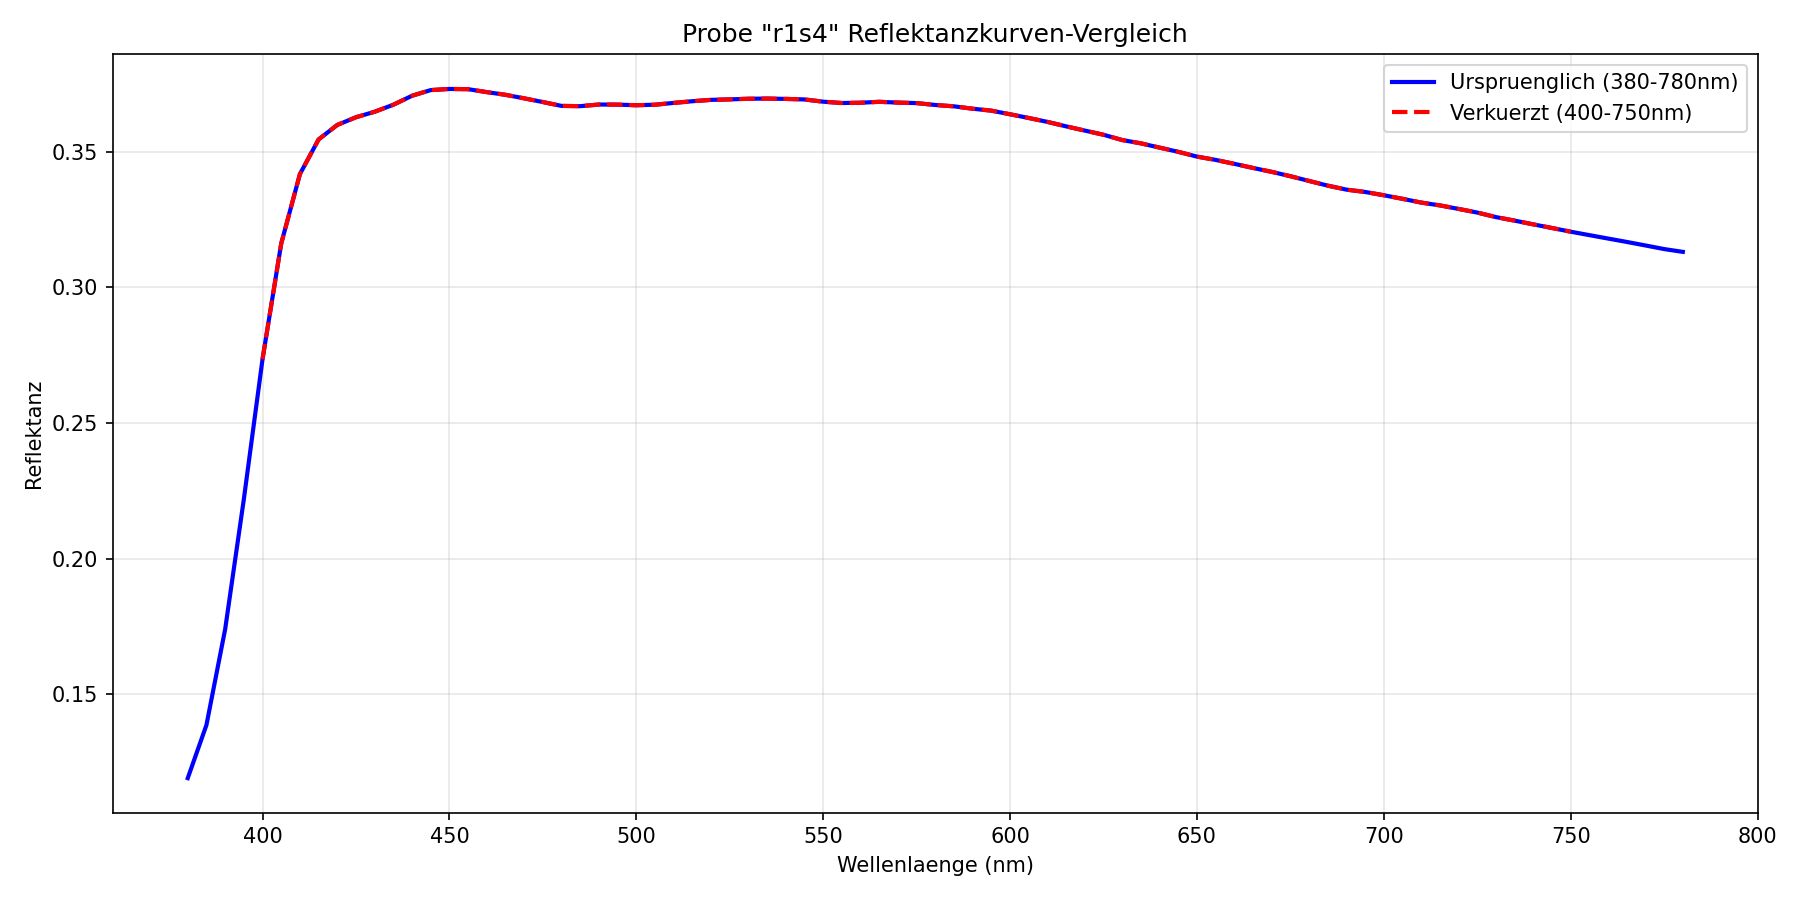 Probe "r1s4" Reflektanzkurven-Vergleich
Urspruenglich (380-780nm)
Verkuerzt (400-750nm)
0.35
0.30
0.25
0.20
0.15
Reflektanz
400 450 500 550 600 650 700 750 800
Wellenlaenge (nm)